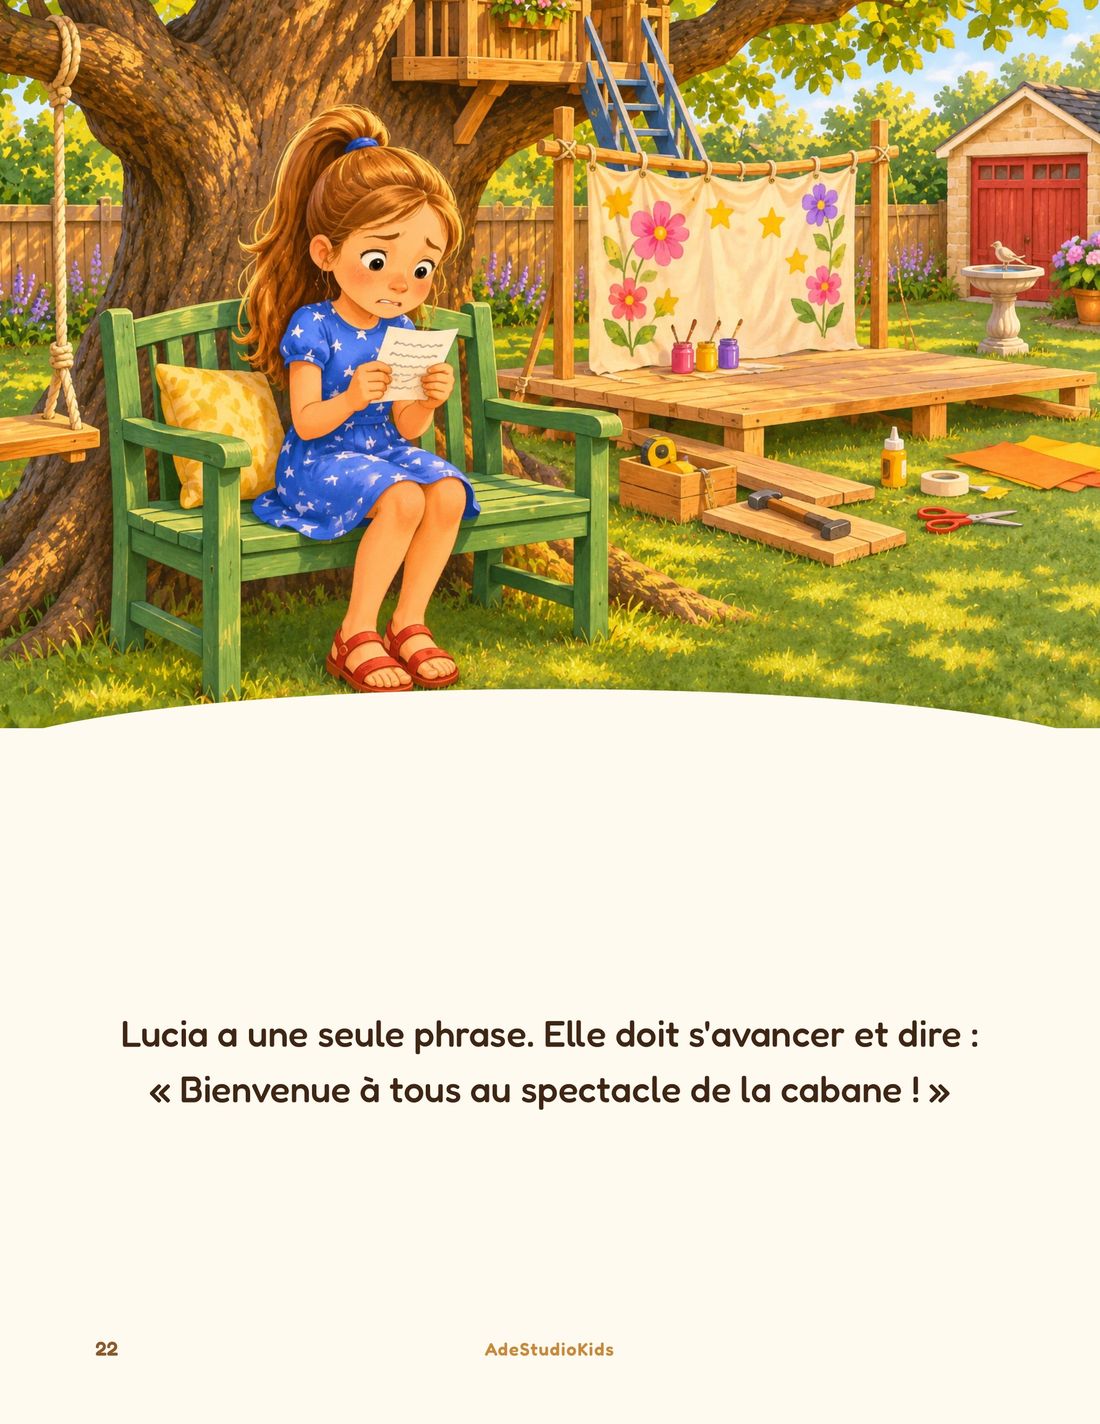 Lucia a une seule phrase. Elle doit s'avancer et dire :
« Bienvenue à tous au spectacle de la cabane ! »
22
AdeStudioKids